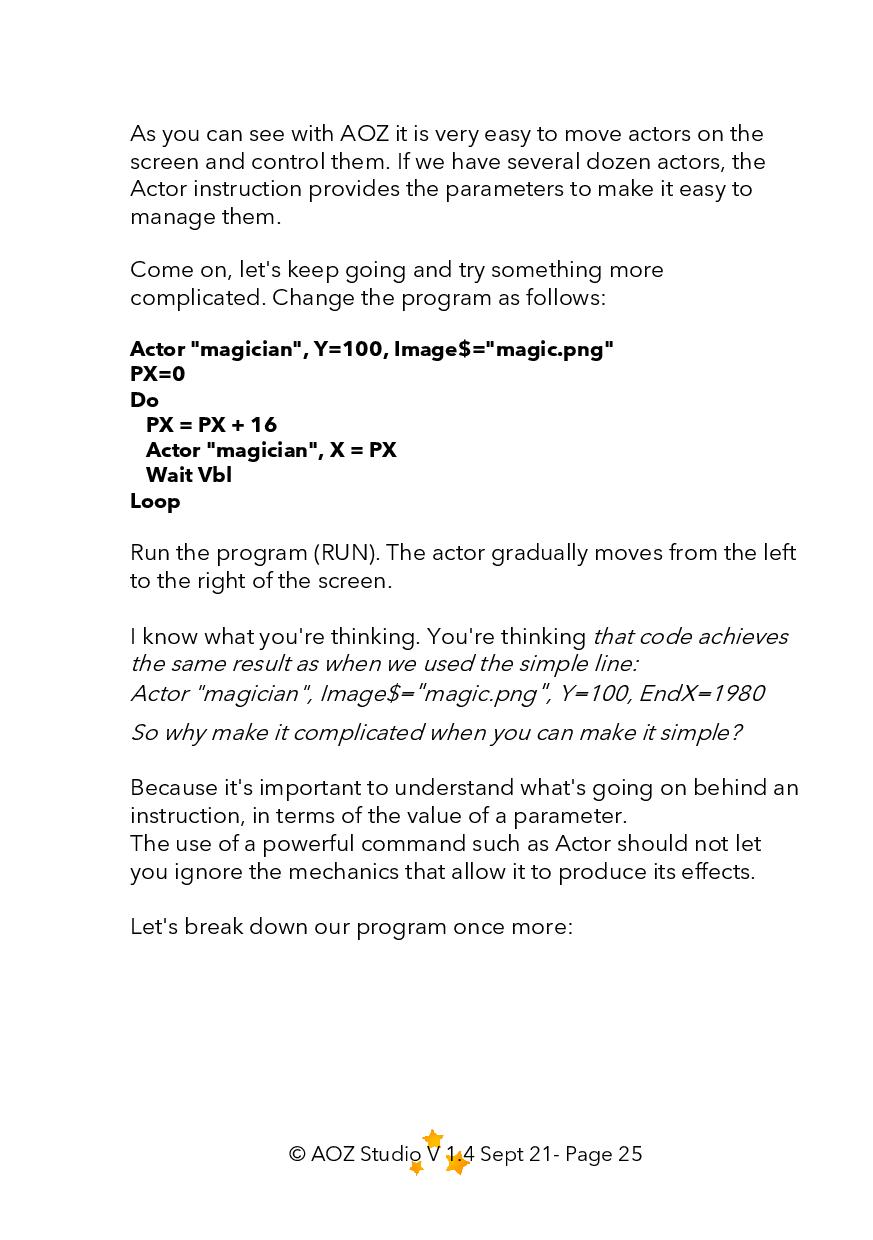 As you can see with AOZ it is very easy to move actors on the
screen and control them. If we have several dozen actors, the
Actor instruction provides the parameters to make it easy to
manage them.
Come on, let's keep going and try something more
complicated. Change the program as follows:
Actor "magician", Y=100, Image$="magic.png"
PX=0
Do
PX = PX + 16
Actor "magician", X = PX
Wait Vbl
Loop
Run the program (RUN). The actor gradually moves from the left
to the right of the screen.
I know what you're thinking. You're thinking that code achieves
the same result as when we used the simple line:
Actor "magician", Image$="magic.png", Y=100, EndX=1980
So why make it complicated when you can make it simple?
Because it's important to understand what's going on behind an
instruction, in terms of the value of a parameter.
The use of a powerful command such as Actor should not let
you ignore the mechanics that allow it to produce its effects.
Let's break down our program once more:
© AOZ Studio V 1.4 Sept 21- Page 25